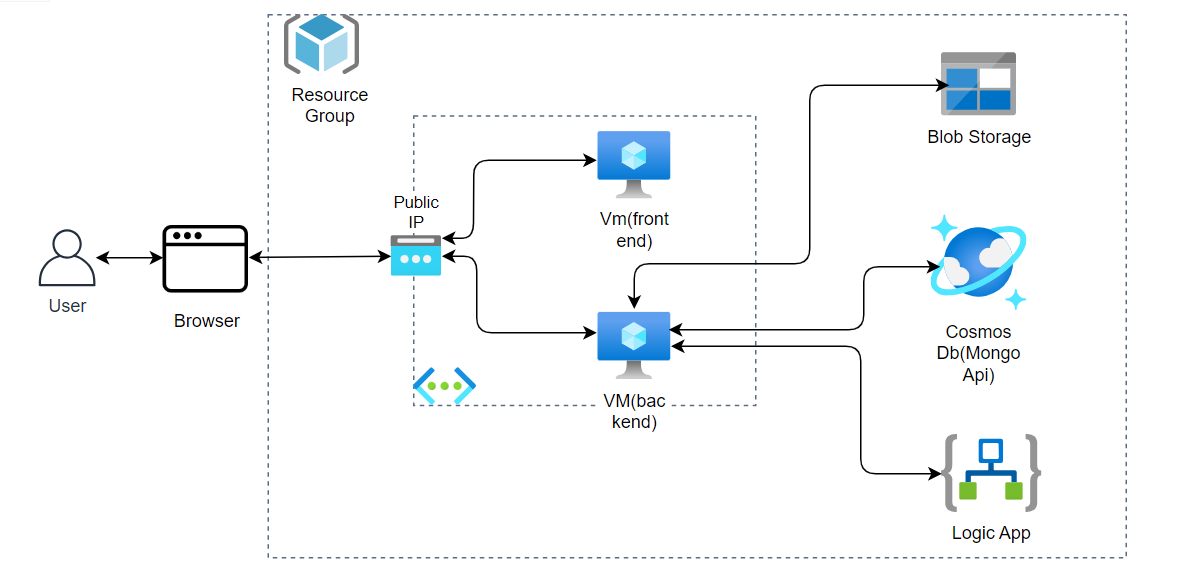 Resource
Group
Blob Storage
Public
IP
Vm(front
end)
User
Browser
Cosmos
Db(Mongo
Api)
VM(bac
kend)
Logic App